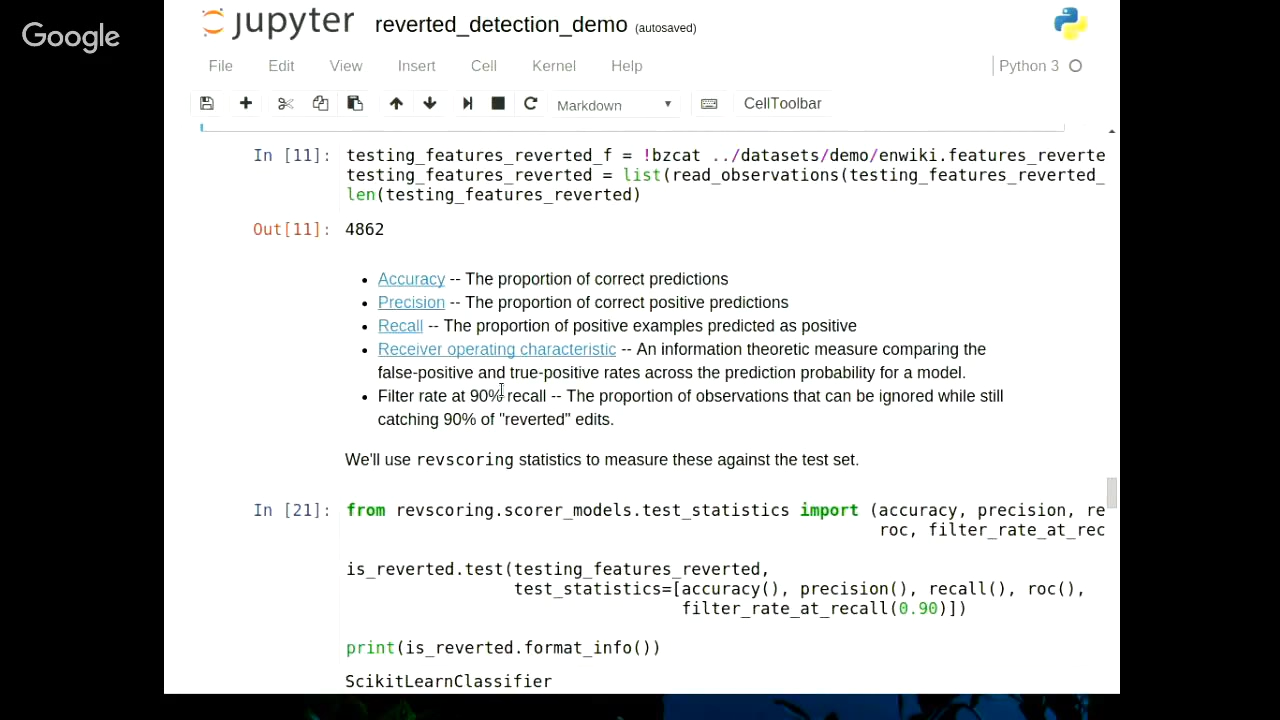 Google
jupyter reverted_detection_demo (autosaved)
File Edit View Insert Cell Kernel Help Python 3
Markdown CellToolbar
In [11]: testing_features_reverted_f = !bzcat ../datasets/demo/enwiki.features_reverte
testing_features_reverted = list(read_observations(testing_features_reverted_
len(testing_features_reverted)
Out[11]: 4862
• Accuracy -- The proportion of correct predictions
• Precision -- The proportion of correct positive predictions
• Recall -- The proportion of positive examples predicted as positive
• Receiver operating characteristic -- An information theoretic measure comparing the
false-positive and true-positive rates across the prediction probability for a model.
• Filter rate at 90% recall -- The proportion of observations that can be ignored while still
catching 90% of "reverted" edits.
We'll use revscoring statistics to measure these against the test set.
In [21]: from revscoring.scorer_models.test_statistics import (accuracy, precision, re
roc, filter_rate_at_rec
is_reverted.test(testing_features_reverted,
test_statistics=[accuracy(), precision(), recall(), roc(),
filter_rate_at_recall(0.90)])
print(is_reverted.format_info())
ScikitLearnClassifier